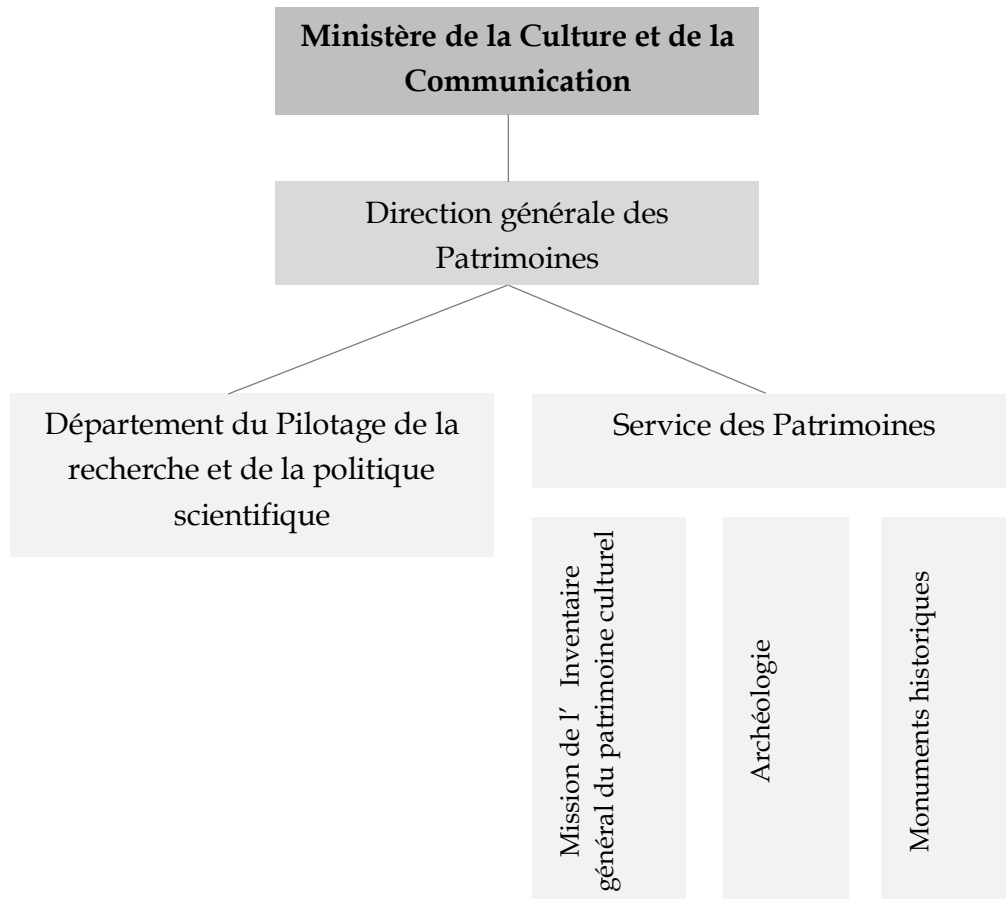 Ministère de la Culture et de la
Communication
Direction générale des
Patrimoines
Département du Pilotage de la
recherche et de la politique
scientifique
Service des Patrimoines
Mission de l’ Inventaire
général du patrimoine culturel
Archéologie
Monuments historiques